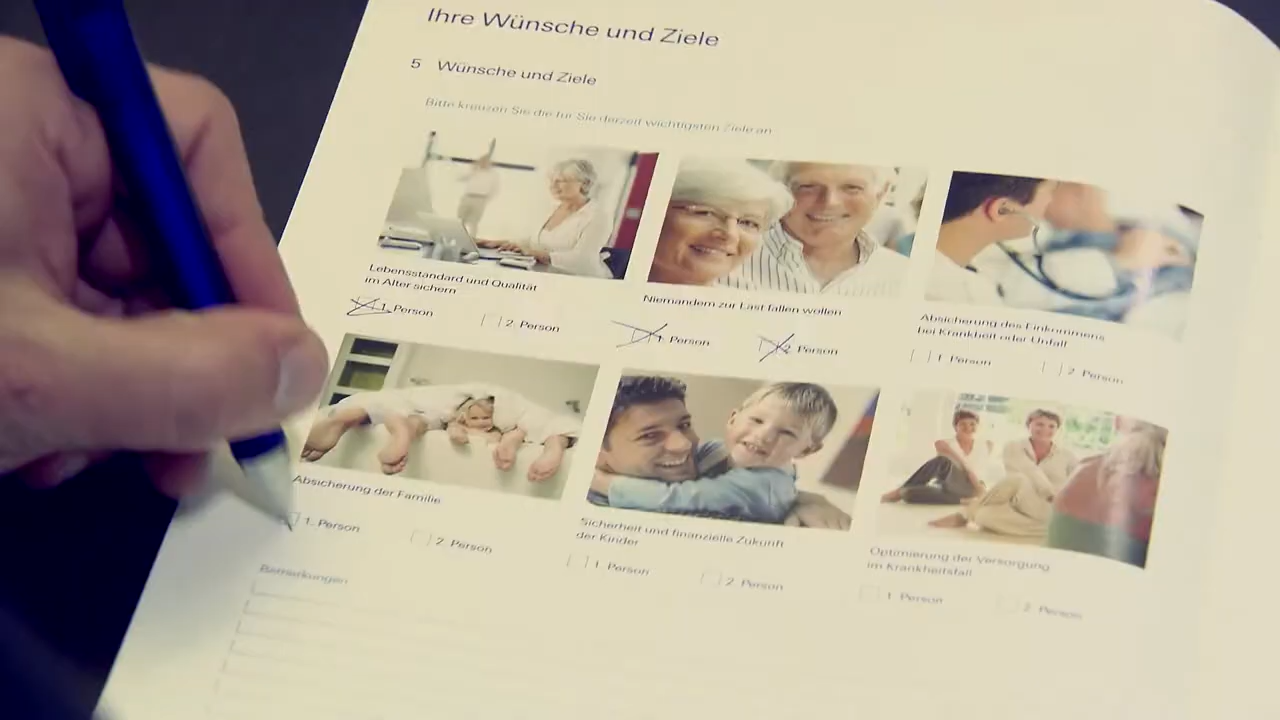 Ihre Wünsche und Ziele
5 Wünsche und Ziele
Bitte kreuzen Sie die für Sie derzeit wichtigsten Ziele an
Lebensstandard und Qualität
im Alter sichern
1. Person 2. Person
Niemandem zur Last fallen wollen
1. Person 2. Person
Absicherung des Einkommens
bei Krankheit oder Unfall
1. Person 2. Person
Absicherung der Familie
1. Person 2. Person
Sicherheit und finanzielle Zukunft
der Kinder
1. Person 2. Person
Optimierung der Versorgung
im Krankheitsfall
1. Person 2. Person
Bemerkungen